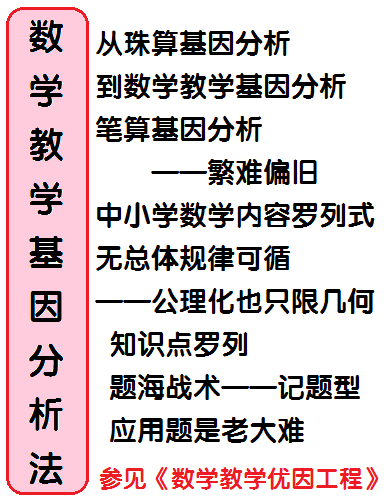 数学教学基因分析法
从珠算基因分析
到数学教学基因分析
笔算基因分析
——繁难偏旧
中小学数学内容罗列式
无总体规律可循
——公理化也只限几何
知识点罗列
题海战术——记题型
应用题是老大难
参见《数学教学优因工程》